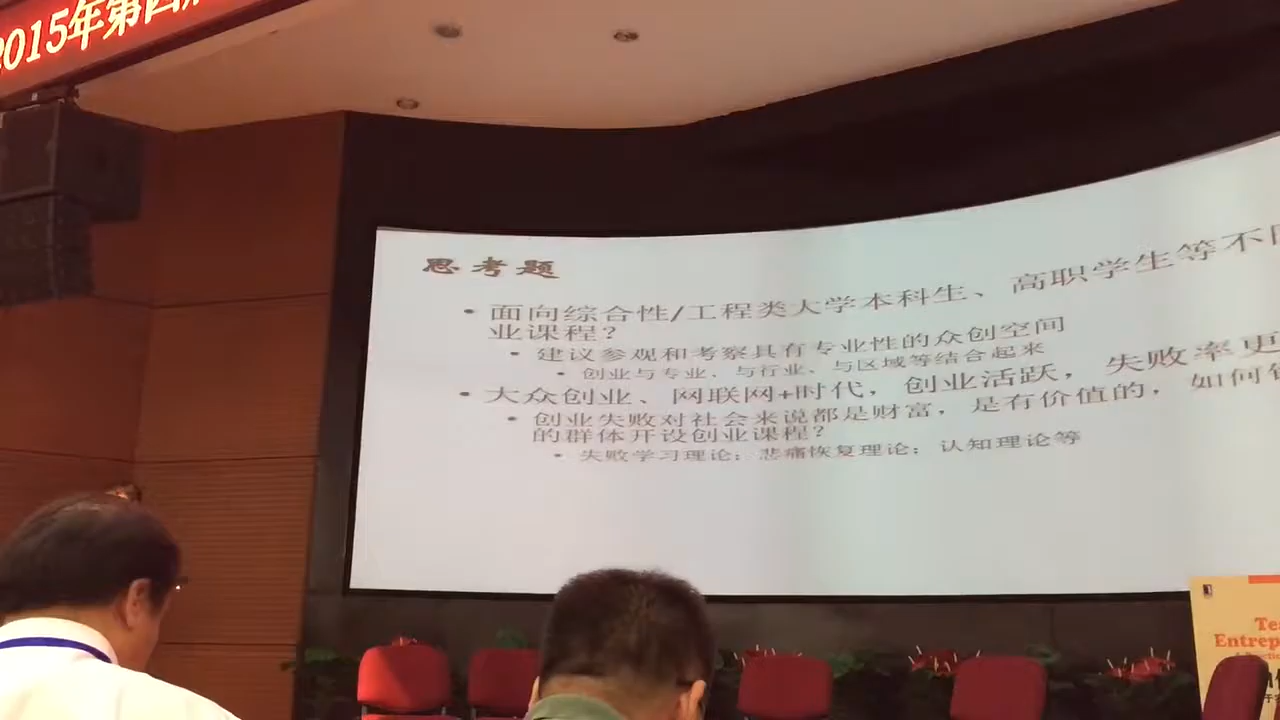 2015年第四
思考题
• 面向综合性/工程类大学本科生、高职学生等不
业课程？
• 建议参观和考察具有专业性的众创空间
• 创业与专业、与行业、与区域等结合起来
• 大众创业、网联网+时代，创业活跃，失败率更
• 创业失败对社会来说都是财富，是有价值的，如何
的群体开设创业课程？
• 失败学习理论；悲痛恢复理论；认知理论等
Te
Entrep